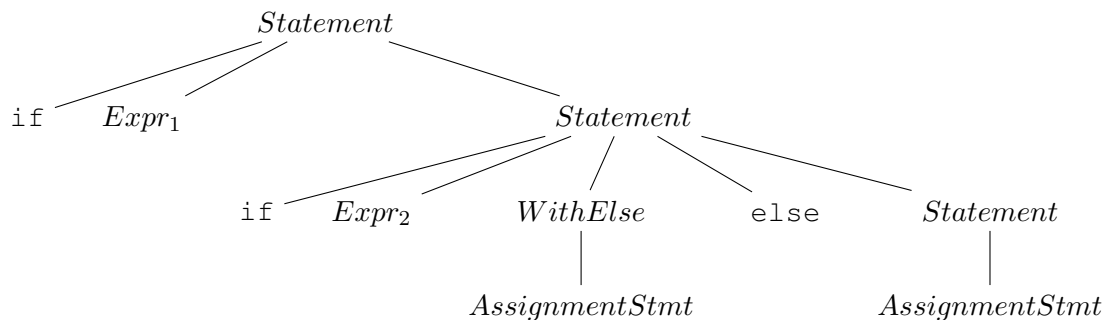 Statement
if Expr₁ Statement
if Expr₂ WithElse else Statement
AssignmentStmt AssignmentStmt